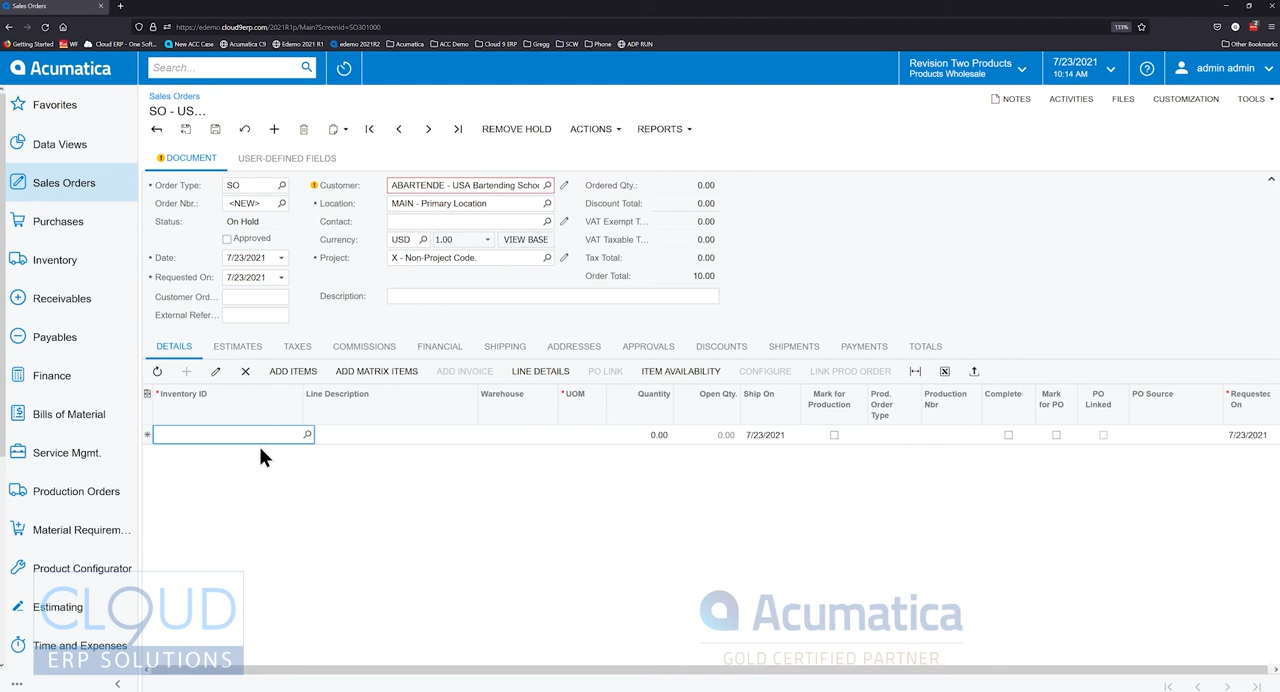 Sales Orders
https://edemo.cloud9erp.com/2021R1p/Main?ScreenId=SO301000
133%
Getting Started
WF
Cloud ERP - One Soft...
New ACC Case
Acumatica C9
Edemo 2021 R1
edemo 2021R2
Acumatica
ACC Demo
Cloud 9 ERP
Gregg
SCW
Phone
ADP RUN
Other Bookmarks
Acumatica
Search...
Revision Two Products
Products Wholesale
7/23/2021
10:14 AM
admin admin
Favorites
Data Views
Sales Orders
Purchases
Inventory
Receivables
Payables
Finance
Bills of Material
Service Mgmt.
Production Orders
Material Requirem...
Product Configurator
Estimating
Time and Expenses
Sales Orders
SO - US...
NOTES ACTIVITIES FILES CUSTOMIZATION TOOLS
REMOVE HOLD ACTIONS REPORTS
DOCUMENT USER-DEFINED FIELDS
Order Type: SO
Order Nbr.: <NEW>
Status: On Hold
Approved
Date: 7/23/2021
Requested On: 7/23/2021
Customer Ord...
External Refer...
Customer: ABARTENDE - USA Bartending Schoo
Location: MAIN - Primary Location
Contact:
Currency: USD 1.00 VIEW BASE
Project: X - Non-Project Code.
Description:
Ordered Qty.: 0.00
Discount Total: 0.00
VAT Exempt T... 0.00
VAT Taxable T... 0.00
Tax Total: 0.00
Order Total: 10.00
DETAILS ESTIMATES TAXES COMMISSIONS FINANCIAL SHIPPING ADDRESSES APPROVALS DISCOUNTS SHIPMENTS PAYMENTS TOTALS
ADD ITEMS ADD MATRIX ITEMS ADD INVOICE LINE DETAILS PO LINK ITEM AVAILABILITY CONFIGURE LINK PROD ORDER
Inventory ID
Line Description
Warehouse
UOM
Quantity
Open Qty.
Ship On
Mark for
Production
Prod.
Order
Type
Production
Nbr
Complete
Mark
for PO
PO
Linked
PO Source
Requested
On
0.00 0.00 7/23/2021 7/23/2021
CLOUD
9
ERP SOLUTIONS
Acumatica
GOLD CERTIFIED PARTNER